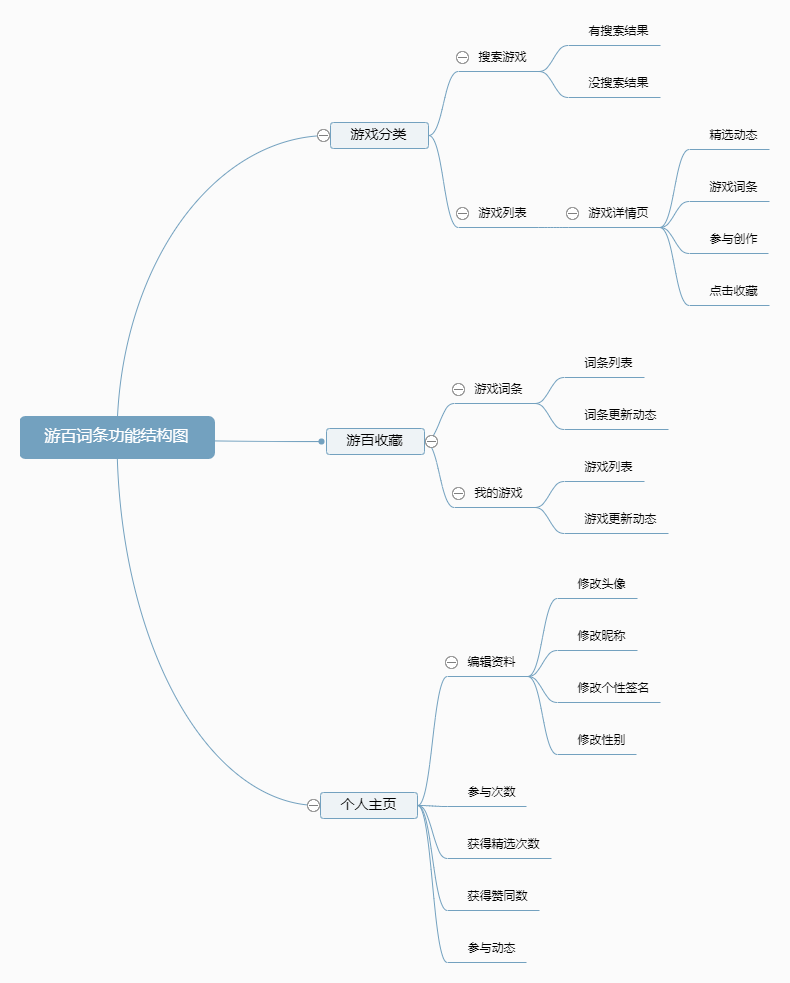 游百词条功能结构图
游戏分类
搜索游戏
有搜索结果
没搜索结果
游戏列表
游戏详情页
精选动态
游戏词条
参与创作
点击收藏
游百收藏
游戏词条
词条列表
词条更新动态
我的游戏
游戏列表
游戏更新动态
个人主页
编辑资料
修改头像
修改昵称
修改个性签名
修改性别
参与次数
获得精选次数
获得赞同数
参与动态